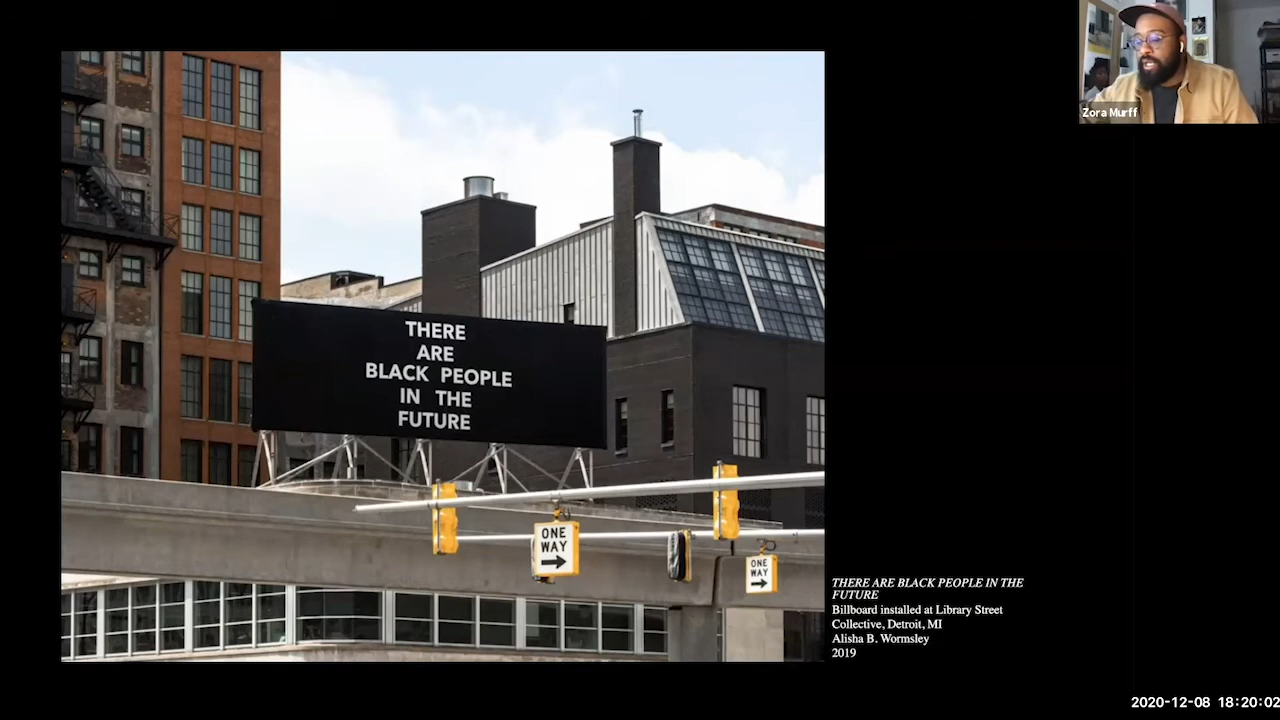 Zora Murff
THERE
ARE
BLACK PEOPLE
IN THE
FUTURE
ONE
WAY
ONE
WAY
THERE ARE BLACK PEOPLE IN THE
FUTURE
Billboard installed at Library Street
Collective, Detroit, MI
Alisha B. Wormsley
2019
2020-12-08 18:20:02